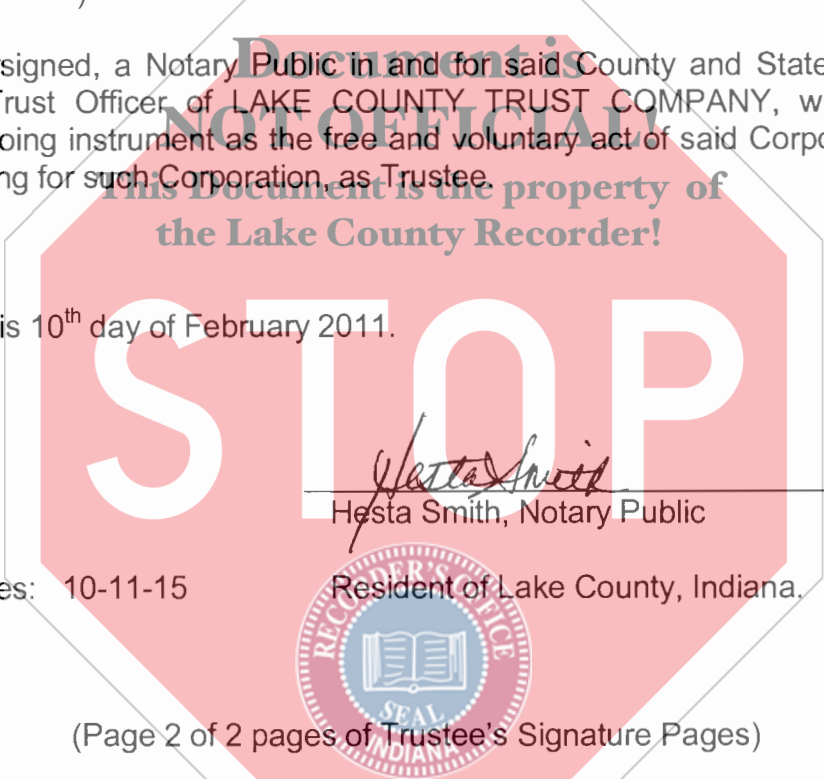 )
Document is
signed, a Notary Public in and for said County and State
Trust Officer of LAKE COUNTY TRUST COMPANY, w
NOT OFFICIAL!
oing instrument as the free and voluntary act of said Corpo
ng for such Corporation, as Trustee.
This Document is the property of
the Lake County Recorder!
is 10th day of February 2011.
STOP
Hesta Smith
Hesta Smith, Notary Public
es: 10-11-15
Resident of Lake County, Indiana.
RECORDER'S OFFICE
SEAL
INDIANA
(Page 2 of 2 pages of Trustee's Signature Pages)